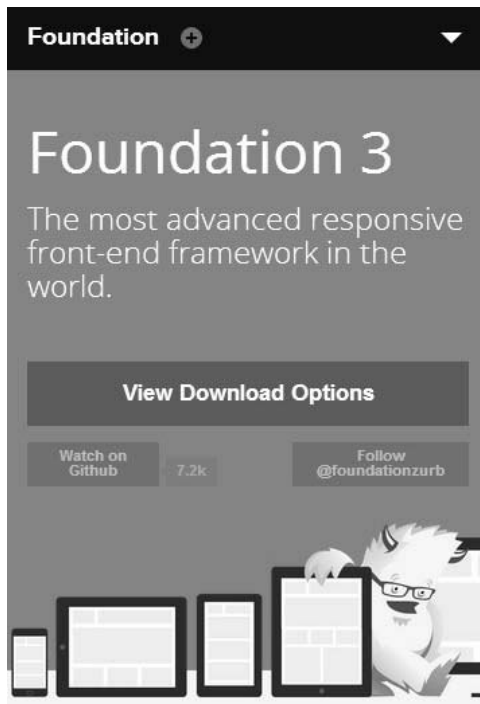 Foundation
Foundation 3
The most advanced responsive
front-end framework in the
world.
View Download Options
Watch on
Github
7.2k
Follow
@foundationzurb